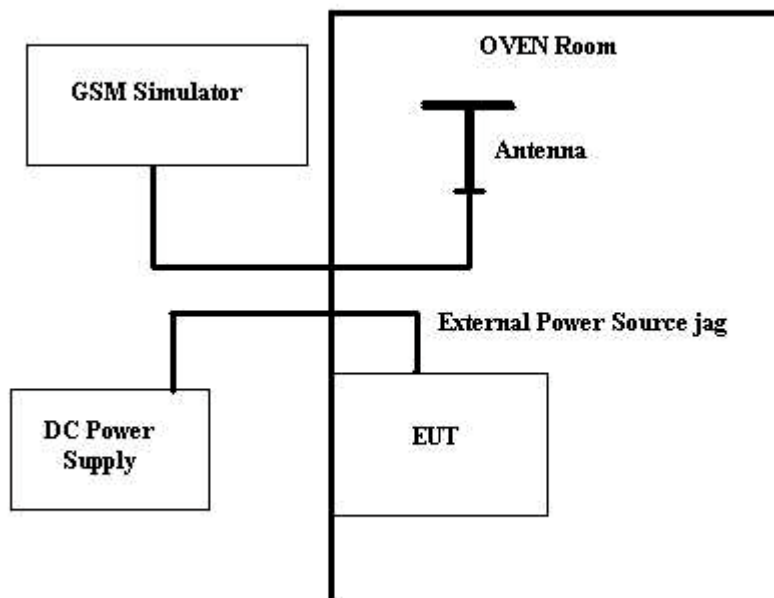 OVEN Room
GSM Simulator
Antenna
External Power Source jag
DC Power
Supply
EUT